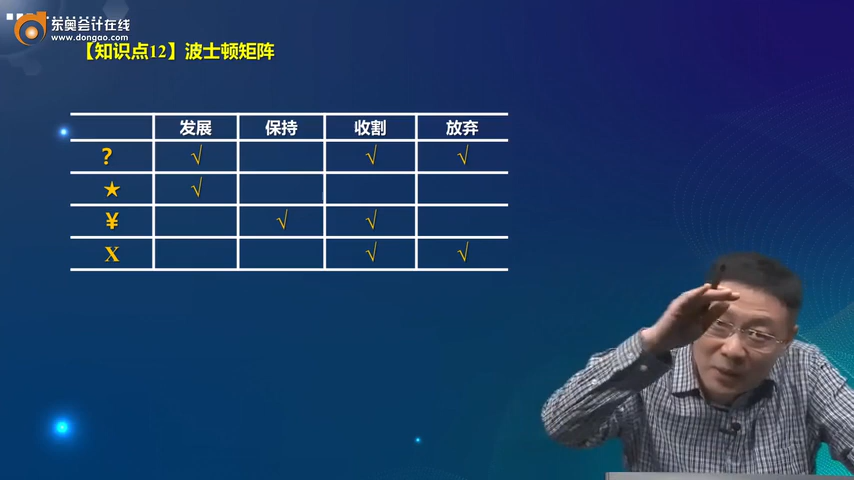 东奥会计在线
www.dongao.com
【知识点12】波士顿矩阵
发展 保持 收割 放弃
? √ √ √
★ √
¥ √ √
X √ √